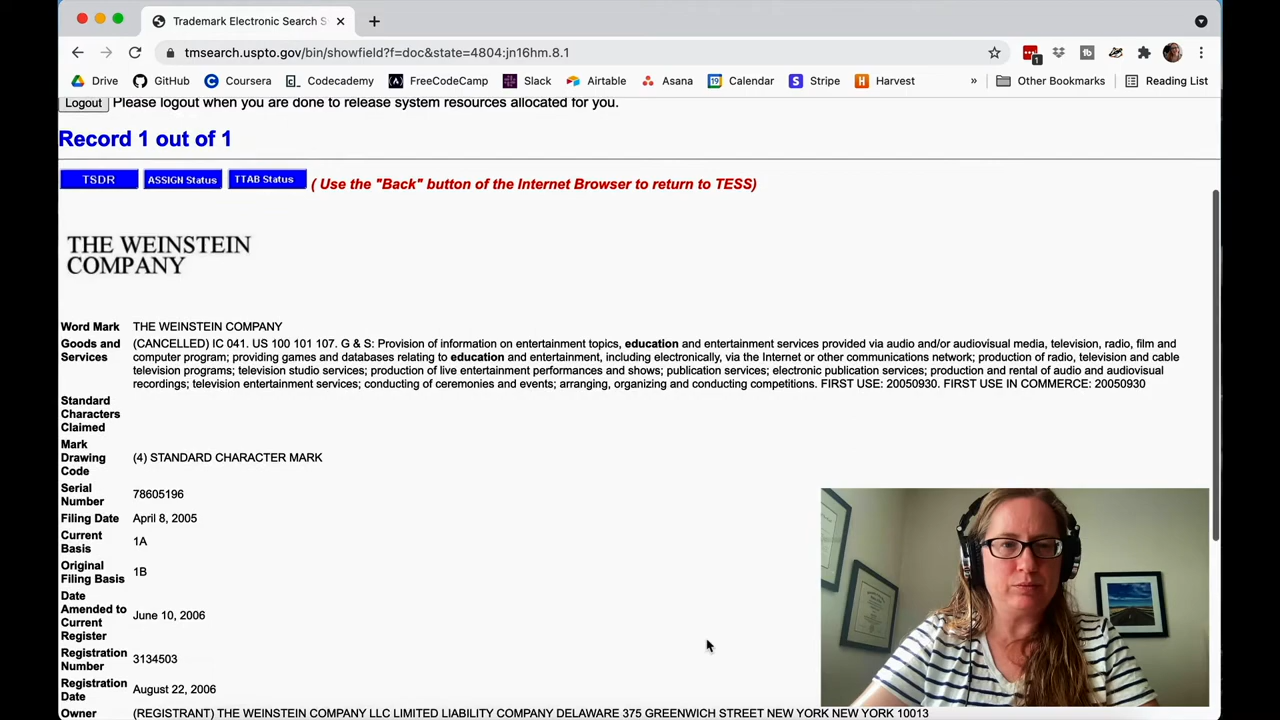 Trademark Electronic Search S
tmsearch.uspto.gov/bin/showfield?f=doc&state=4804:jn16hm.8.1
1
Drive GitHub Coursera Codecademy FreeCodeCamp Slack Airtable Asana Calendar Stripe Harvest » Other Bookmarks Reading List
Logout Please logout when you are done to release system resources allocated for you.
Record 1 out of 1
TSDR ASSIGN Status TTAB Status ( Use the "Back" button of the Internet Browser to return to TESS)
THE WEINSTEIN
COMPANY
Word Mark THE WEINSTEIN COMPANY
Goods and (CANCELLED) IC 041. US 100 101 107. G & S: Provision of information on entertainment topics, education and entertainment services provided via audio and/or audiovisual media, television, radio, film and
Services computer program; providing games and databases relating to education and entertainment, including electronically, via the Internet or other communications network; production of radio, television and cable
television programs; television studio services; production of live entertainment performances and shows; publication services; electronic publication services; production and rental of audio and audiovisual
recordings; television entertainment services; conducting of ceremonies and events; arranging, organizing and conducting competitions. FIRST USE: 20050930. FIRST USE IN COMMERCE: 20050930
Standard
Characters
Claimed
Mark
Drawing (4) STANDARD CHARACTER MARK
Code
Serial
Number 78605196
Filing Date April 8, 2005
Current
Basis 1A
Original
Filing Basis 1B
Date
Amended to
Current June 10, 2006
Register
Registration
Number 3134503
Registration
Date August 22, 2006
Owner (REGISTRANT) THE WEINSTEIN COMPANY LLC LIMITED LIABILITY COMPANY DELAWARE 375 GREENWICH STREET NEW YORK NEW YORK 10013